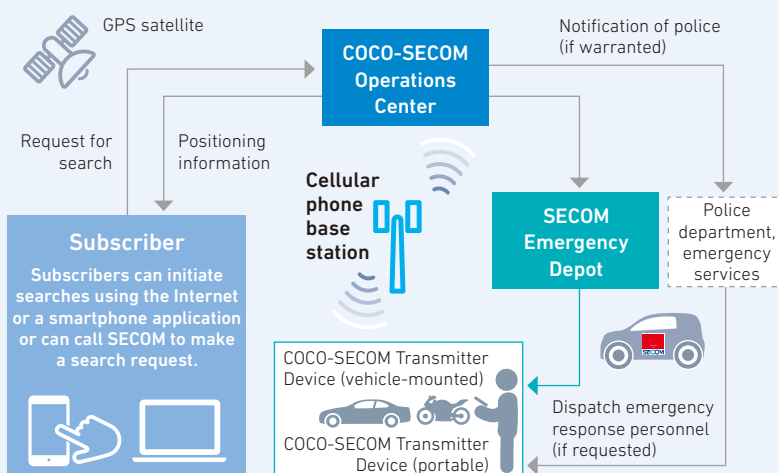 GPS satellite
COCO-SECOM
Operations
Center
Notification of police
(if warranted)
Request for
search
Positioning
information
Cellular
phone
base
station
Subscriber
Subscribers can initiate
searches using the Internet
or a smartphone application
or can call SECOM to make
a search request.
SECOM
Emergency
Depot
Police
department,
emergency
services
SECOM
COCO-SECOM Transmitter
Device (vehicle-mounted)
COCO-SECOM Transmitter
Device (portable)
Dispatch emergency
response personnel
(if requested)